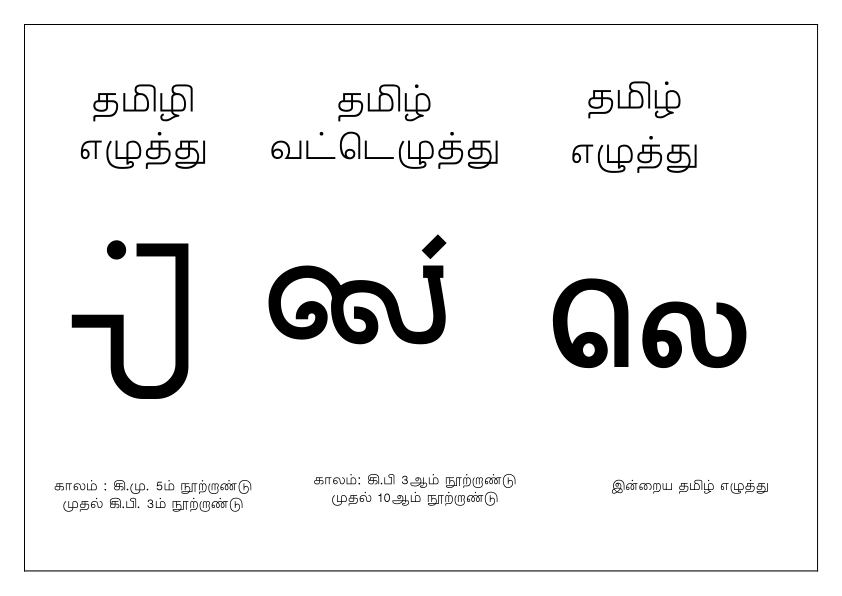 தமிழி
எழுத்து
தமிழ்
வட்டெழுத்து
தமிழ்
எழுத்து
லெ
காலம் : கி.மு. 5ம் நூற்றாண்டு
முதல் கி.பி. 3ம் நூற்றாண்டு
காலம்: கி.பி 3ஆம் நூற்றாண்டு
முதல் 10ஆம் நூற்றாண்டு
இன்றைய தமிழ் எழுத்து